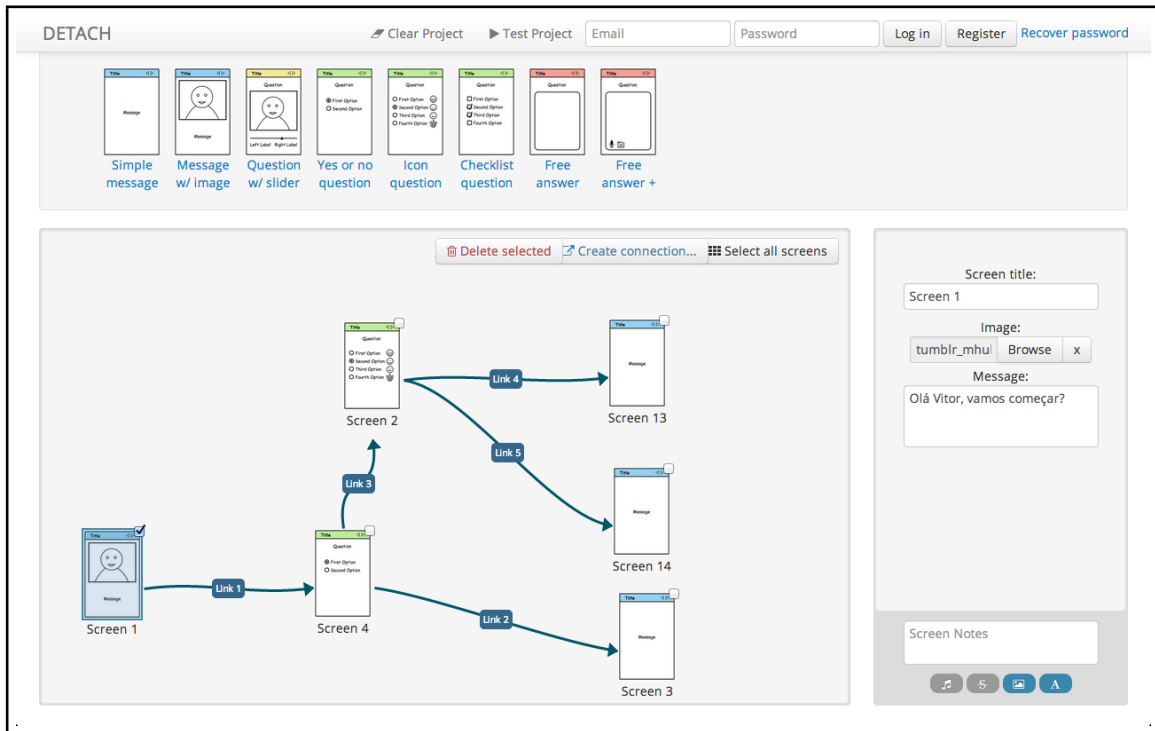 DETACH
Clear Project
Test Project
Email
Password
Log in
Register
Recover password
Title
Message
Title
Message
Title
Question
Left Label Right Label
Title
Question
First Option
Second Option
Title
Question
First Option
Second Option
Third Option
Fourth Option
Title
Question
First Option
Second Option
Third Option
Fourth Option
Title
Question
Title
Question
Simple
message
Message
w/ image
Question
w/ slider
Yes or no
question
Icon
question
Checklist
question
Free
answer
Free
answer +
Delete selected
Create connection...
Select all screens
Title
Question
First Option
Second Option
Third Option
Fourth Option
Screen 2
Link 4
Title
Message
Screen 13
Link 5
Link 3
Title
Message
Screen 14
Title
Message
Screen 1
Link 1
Title
Question
First Option
Second Option
Screen 4
Link 2
Title
Message
Screen 3
Screen title:
Screen 1
Image:
tumblr_mhul
Browse
x
Message:
Olá Vitor, vamos começar?
Screen Notes
S
A